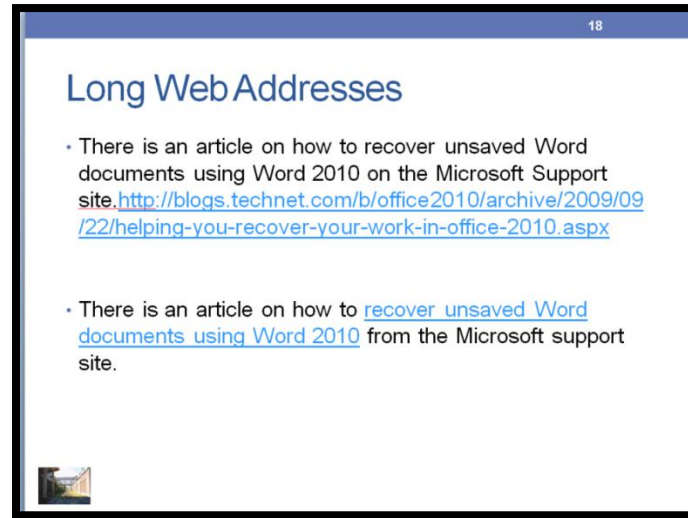 18
Long Web Addresses
• There is an article on how to recover unsaved Word
documents using Word 2010 on the Microsoft Support
site.http://blogs.technet.com/b/office2010/archive/2009/09
/22/helping-you-recover-your-work-in-office-2010.aspx
• There is an article on how to recover unsaved Word
documents using Word 2010 from the Microsoft support
site.